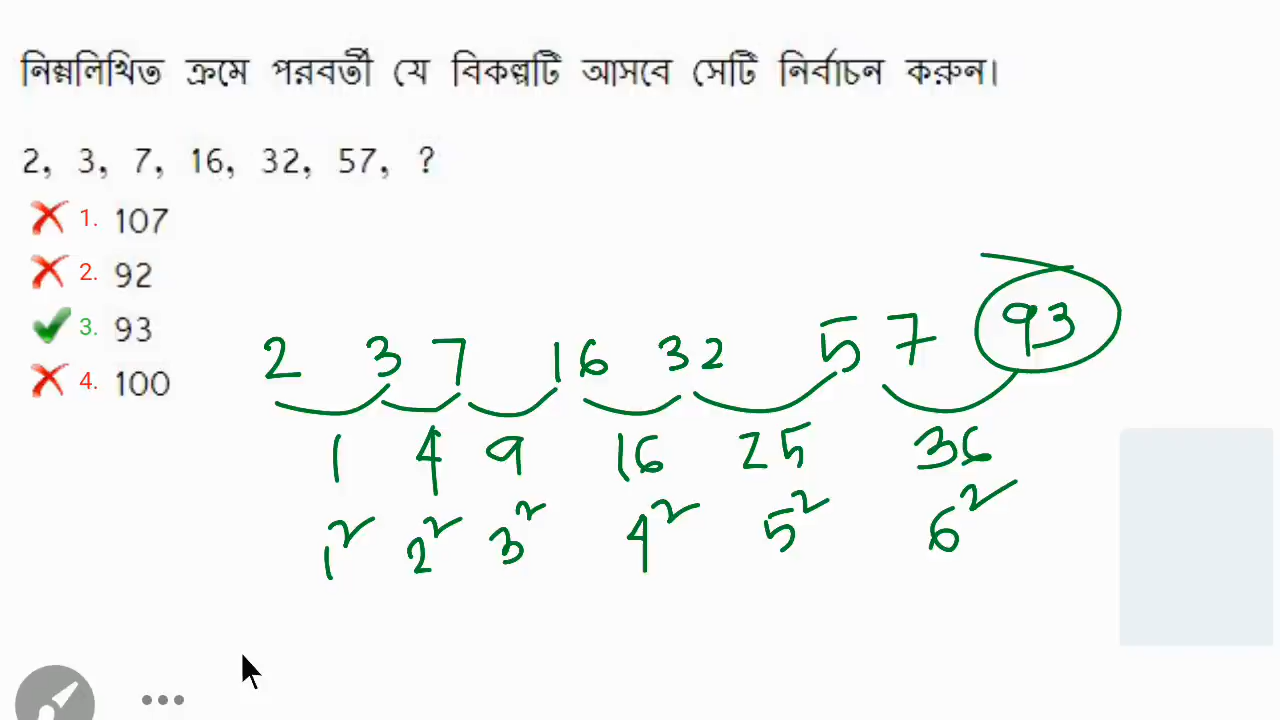 নিম্নলিখিত ক্রমে পরবর্তী যে বিকল্পটি আসবে সেটি নির্বাচন করুন।
2, 3, 7, 16, 32, 57, ?
1. 107
2. 92
3. 93
4. 100
2 3 7 16 32 57 93
1 4 9 16 25 36
1² 2² 3² 4² 5² 6²